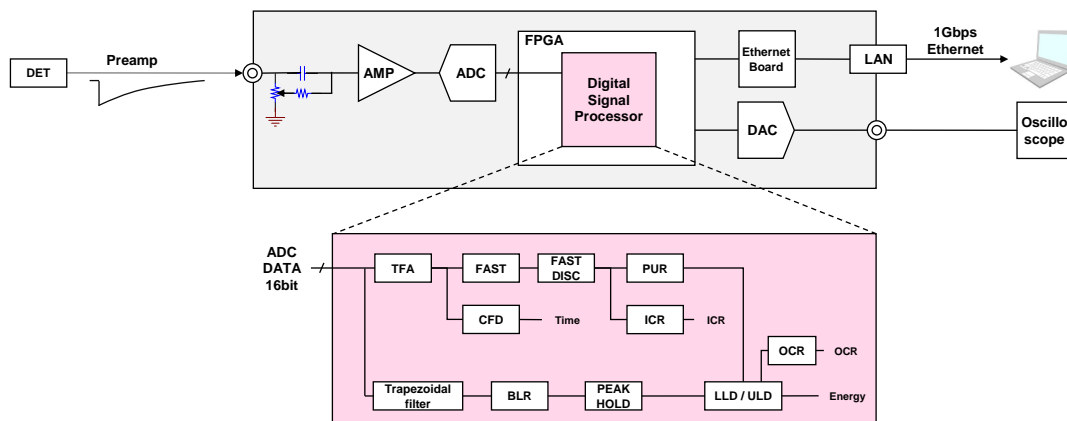 DET
Preamp
AMP
ADC
FPGA
Digital
Signal
Processor
Ethernet
Board
DAC
LAN
1Gbps
Ethernet
Oscillo
scope
ADC
DATA
16bit
TFA
FAST
FAST
DISC
PUR
CFD
Time
ICR
ICR
OCR
OCR
Trapezoidal
filter
BLR
PEAK
HOLD
LLD / ULD
Energy